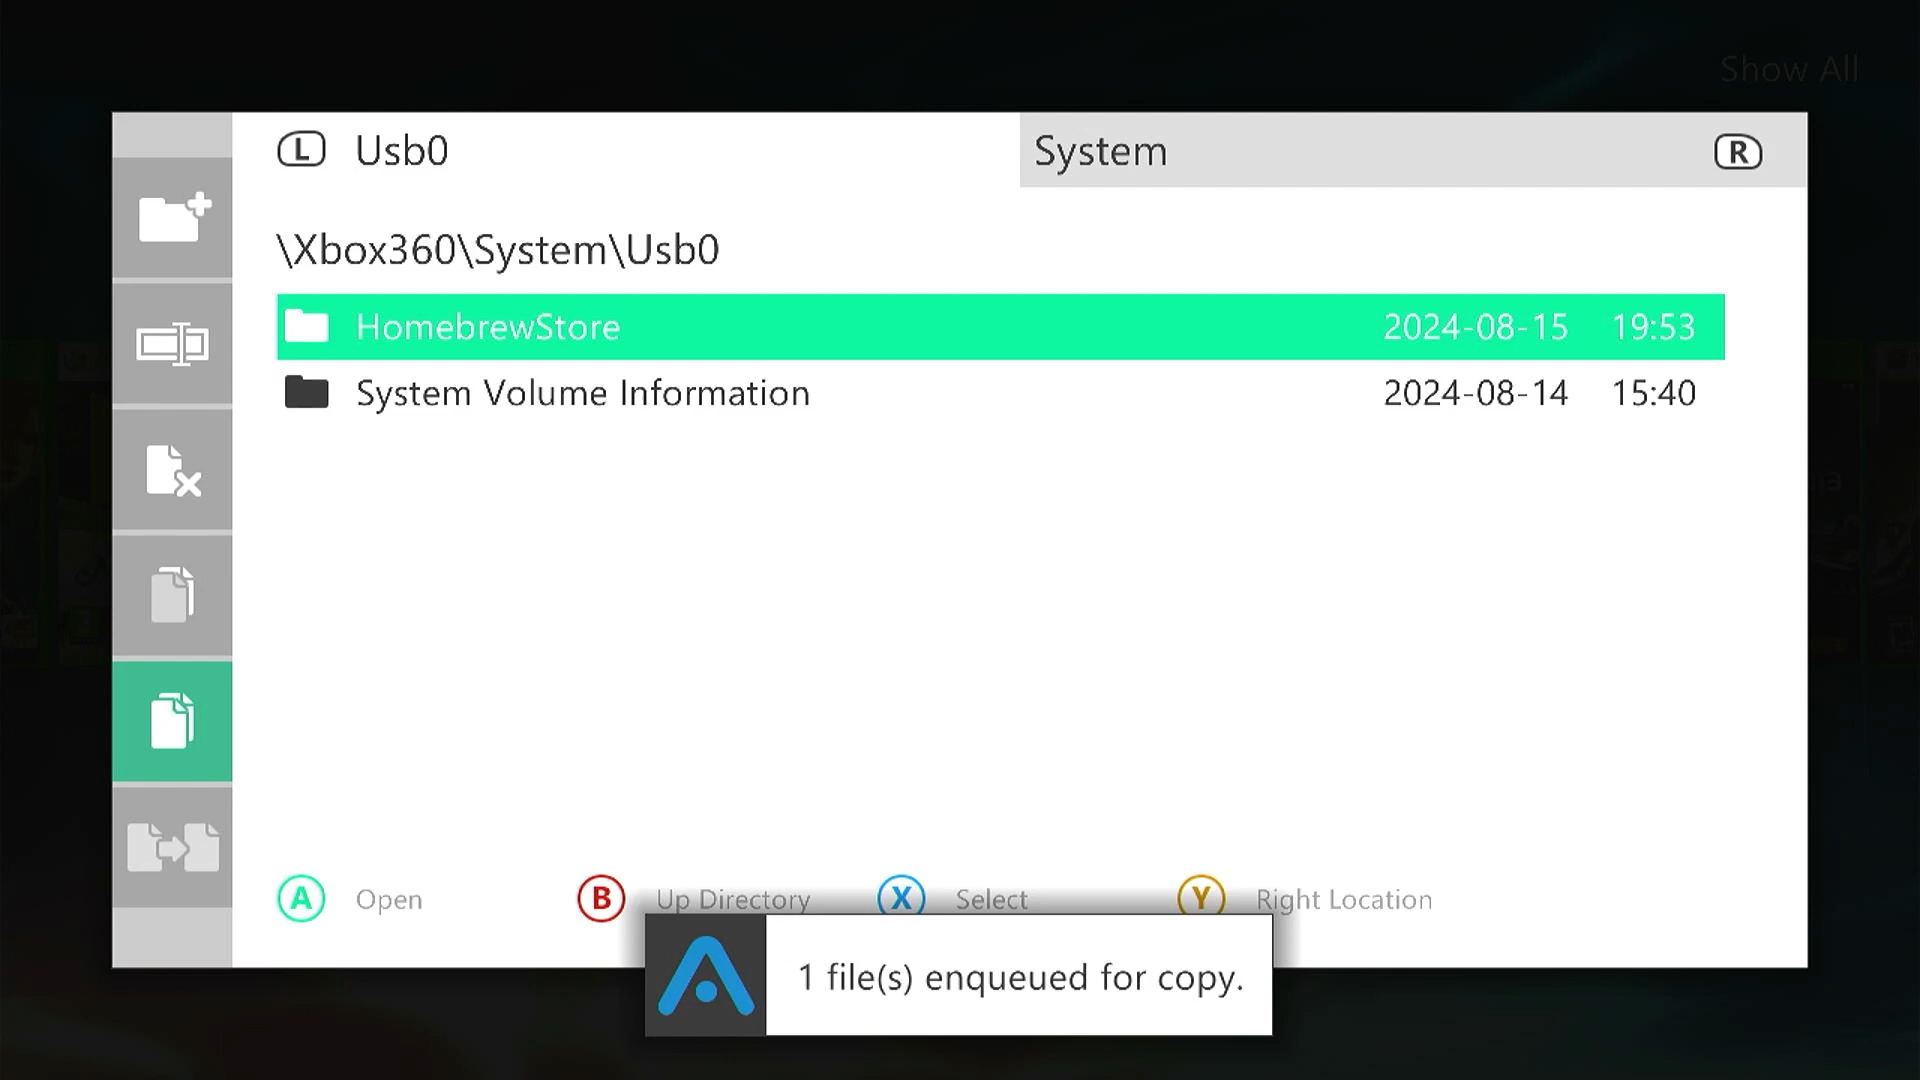 Show All
L Usb0
System R
\Xbox360\System\Usb0
HomebrewStore 2024-08-15 19:53
System Volume Information 2024-08-14 15:40
A Open B Up Directory X Select Y Right Location
1 file(s) enqueued for copy.